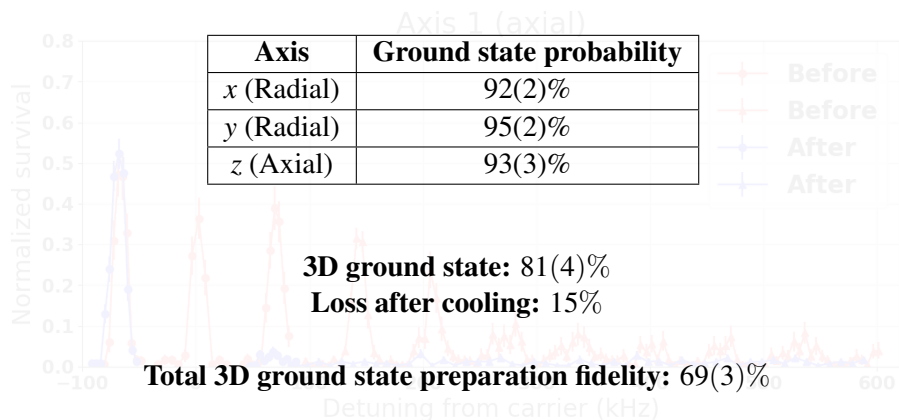 Axis 1 (axial)
Axis Ground state probability
x (Radial) 92(2)%
y (Radial) 95(2)%
z (Axial) 93(3)%
Before
Before
After
After
0.8
0.7
0.6
0.5
0.4
0.3
0.2
0.1
0.0
Normalized survival
3D ground state: 81(4)%
Loss after cooling: 15%
Total 3D ground state preparation fidelity: 69(3)%
−100
600
Detuning from carrier (kHz)